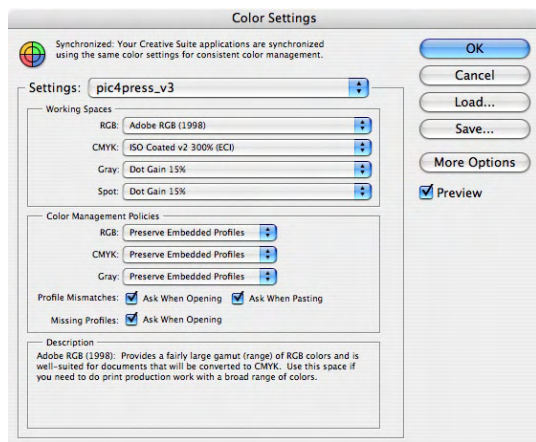 Color Settings
Synchronized: Your Creative Suite applications are synchronized
using the same color settings for consistent color management.
OK
Cancel
Load...
Save...
More Options
Preview
Settings: pic4press_v3
Working Spaces
RGB: Adobe RGB (1998)
CMYK: ISO Coated v2 300% (ECI)
Gray: Dot Gain 15%
Spot: Dot Gain 15%
Color Management Policies
RGB: Preserve Embedded Profiles
CMYK: Preserve Embedded Profiles
Gray: Preserve Embedded Profiles
Profile Mismatches: Ask When Opening Ask When Pasting
Missing Profiles: Ask When Opening
Description
Adobe RGB (1998): Provides a fairly large gamut (range) of RGB colors and is
well-suited for documents that will be converted to CMYK. Use this space if
you need to do print production work with a broad range of colors.